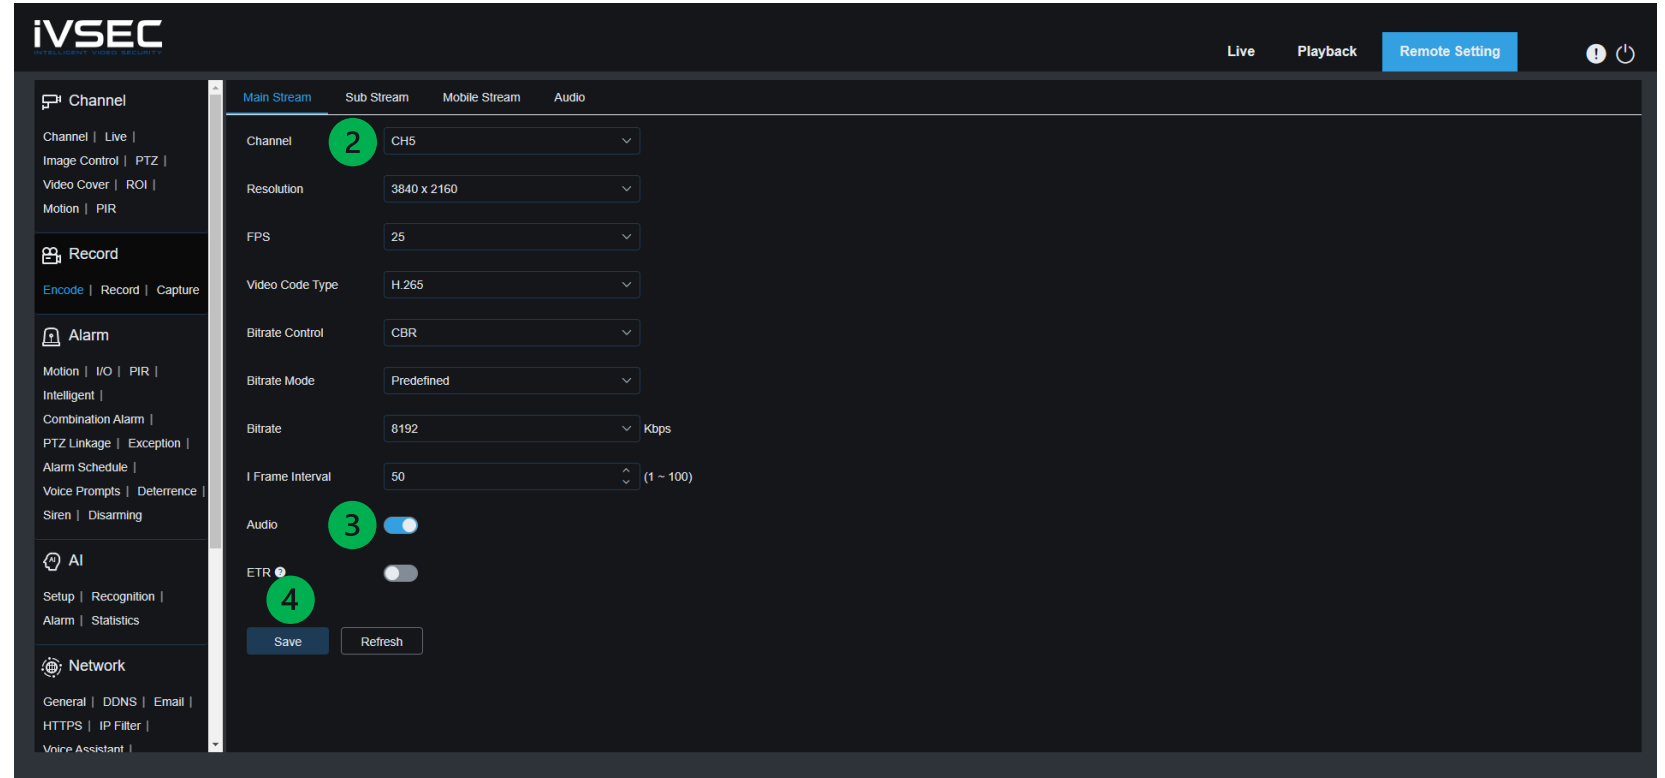 iVSEC
INTELLIGENT VIDEO SECURITY
Live Playback Remote Setting
Channel
Channel | Live |
Image Control | PTZ |
Video Cover | ROI |
Motion | PIR
Record
Encode | Record | Capture
Alarm
Motion | I/O | PIR |
Intelligent |
Combination Alarm |
PTZ Linkage | Exception |
Alarm Schedule |
Voice Prompts | Deterrence |
Siren | Disarming
AI
Setup | Recognition |
Alarm | Statistics
Network
General | DDNS | Email |
HTTPS | IP Filter |
Voice Assistant |
Main Stream Sub Stream Mobile Stream Audio
Channel 2 CH5
Resolution 3840 x 2160
FPS 25
Video Code Type H.265
Bitrate Control CBR
Bitrate Mode Predefined
Bitrate 8192 Kbps
I Frame Interval 50 (1 ~ 100)
Audio 3
ETR ?
4
Save Refresh